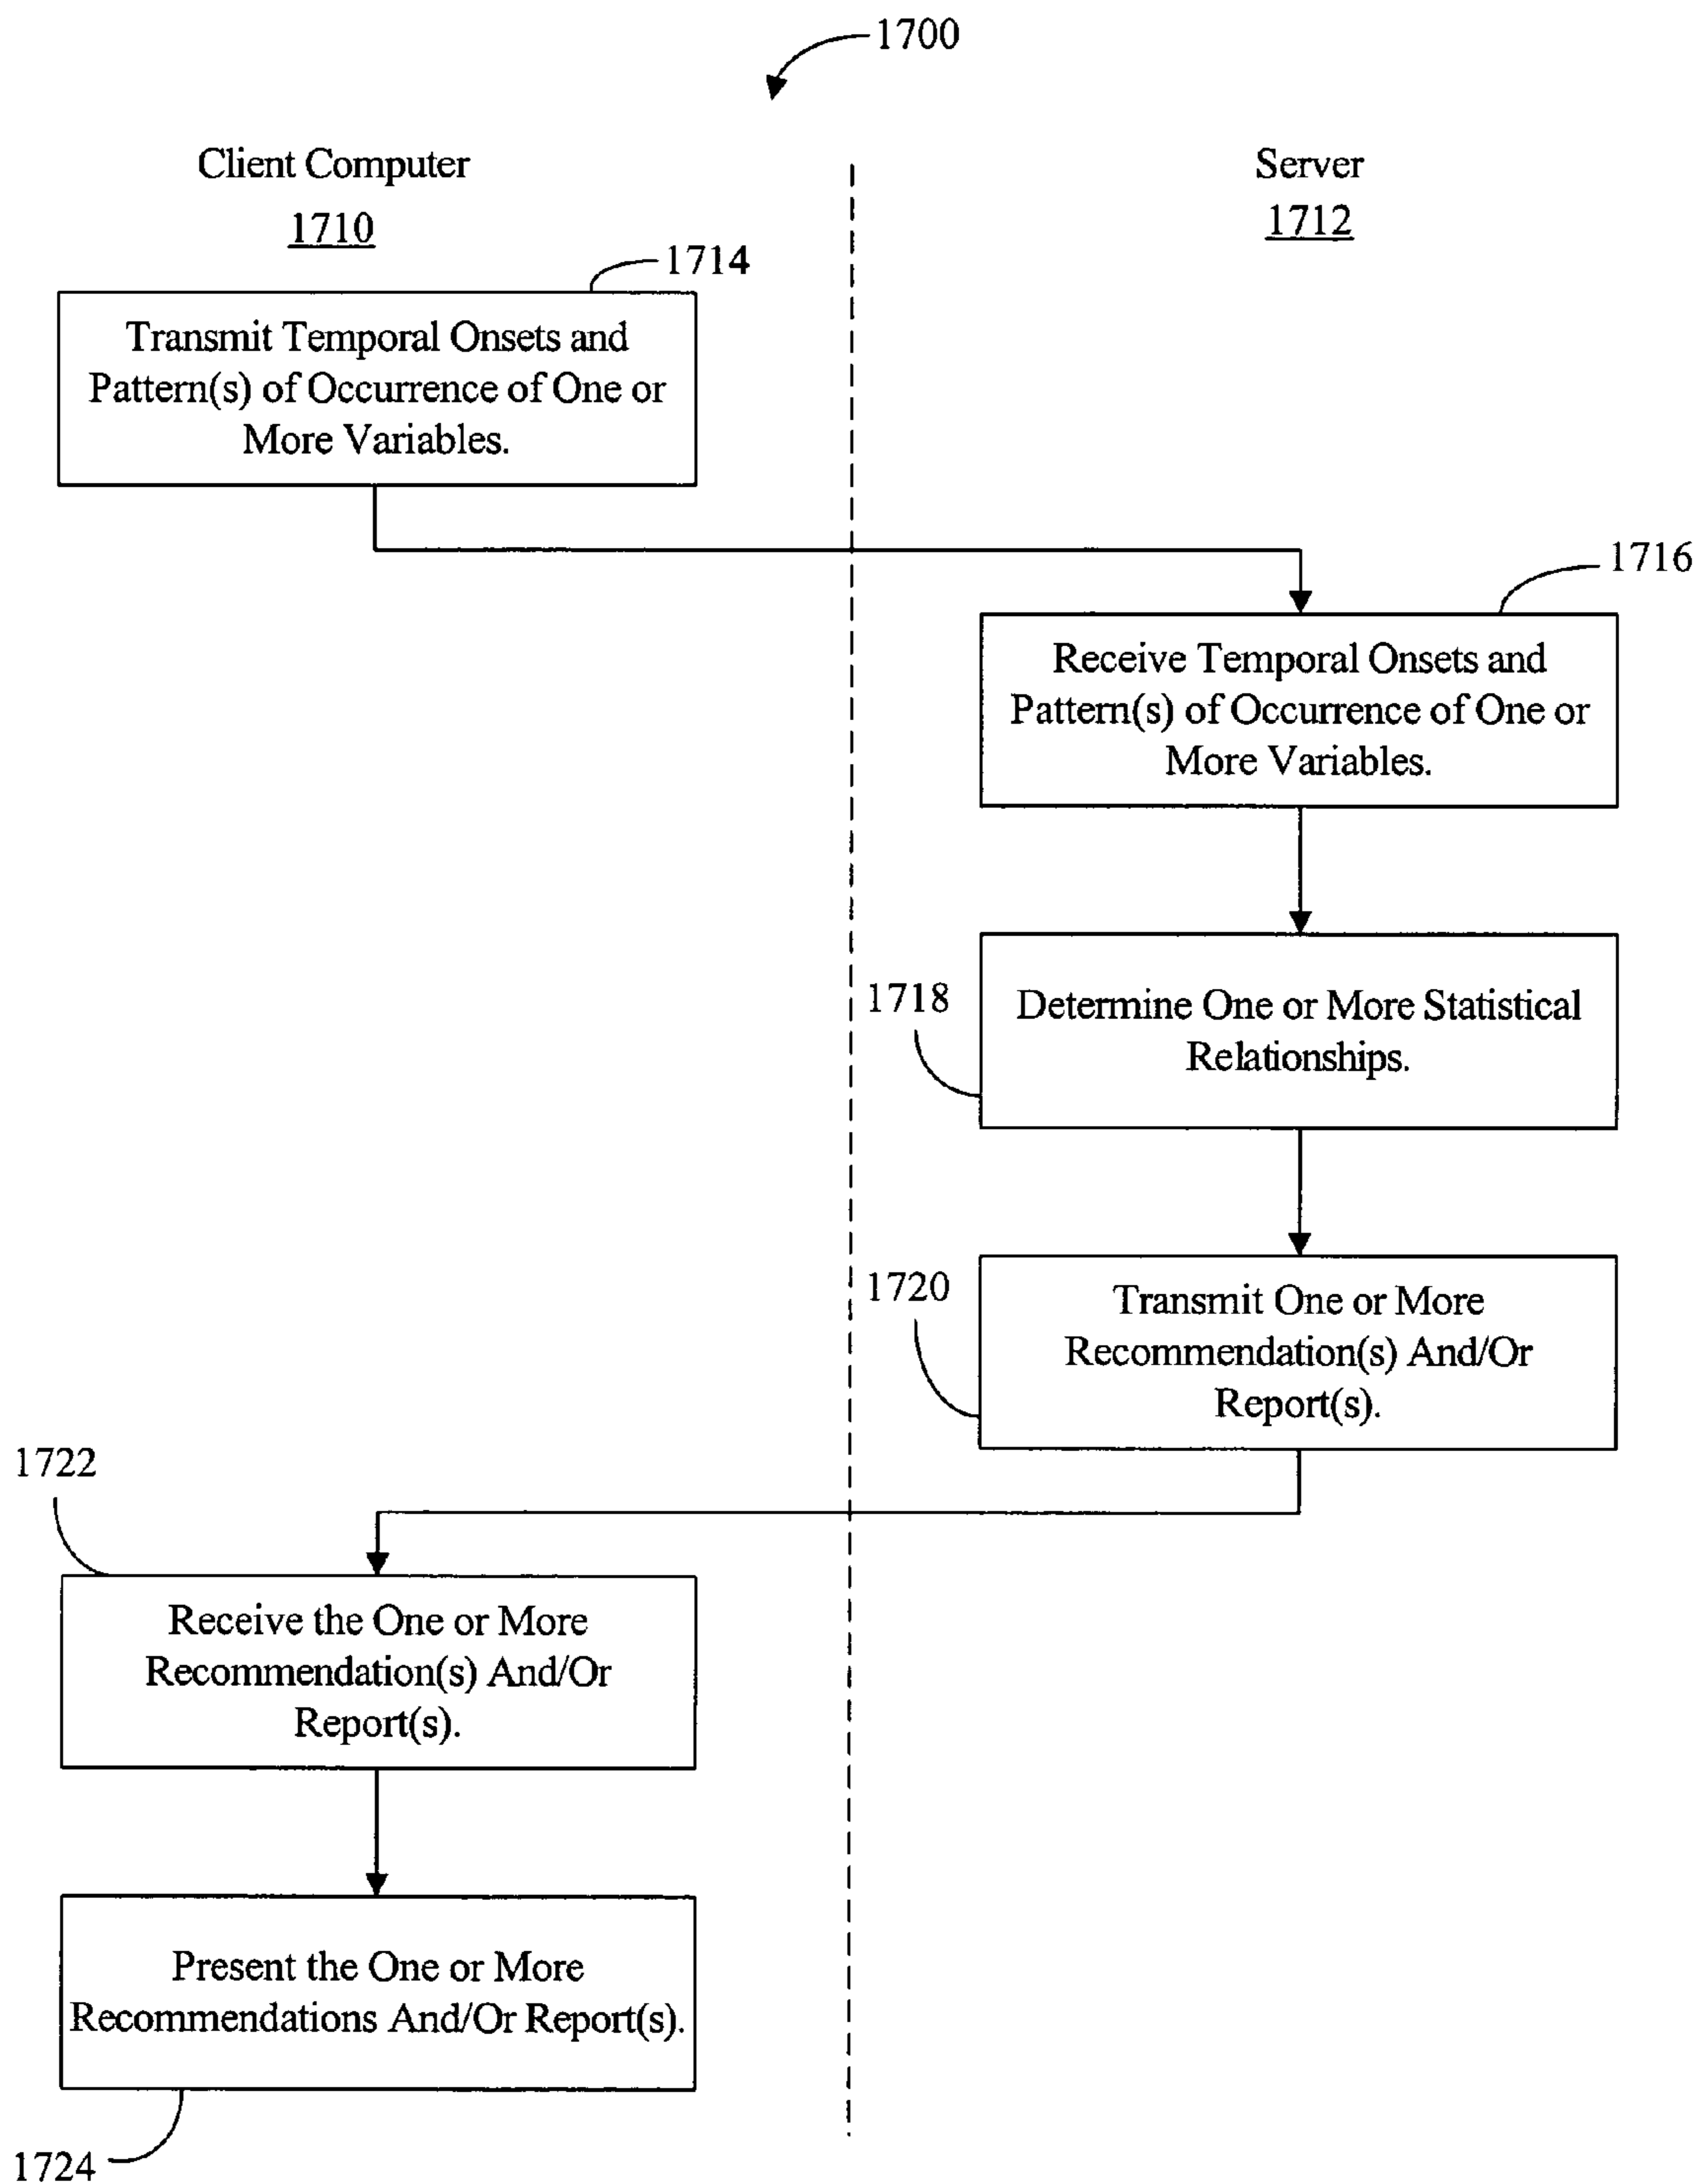 1700
Client Computer
1710
Server
1712
1714
Transmit Temporal Onsets and
Pattern(s) of Occurrence of One or
More Variables.
1716
Receive Temporal Onsets and
Pattern(s) of Occurrence of One or
More Variables.
1718
Determine One or More Statistical
Relationships.
1720
Transmit One or More
Recommendation(s) And/Or
Report(s).
1722
Receive the One or More
Recommendation(s) And/Or
Report(s).
Present the One or More
Recommendations And/Or Report(s).
1724